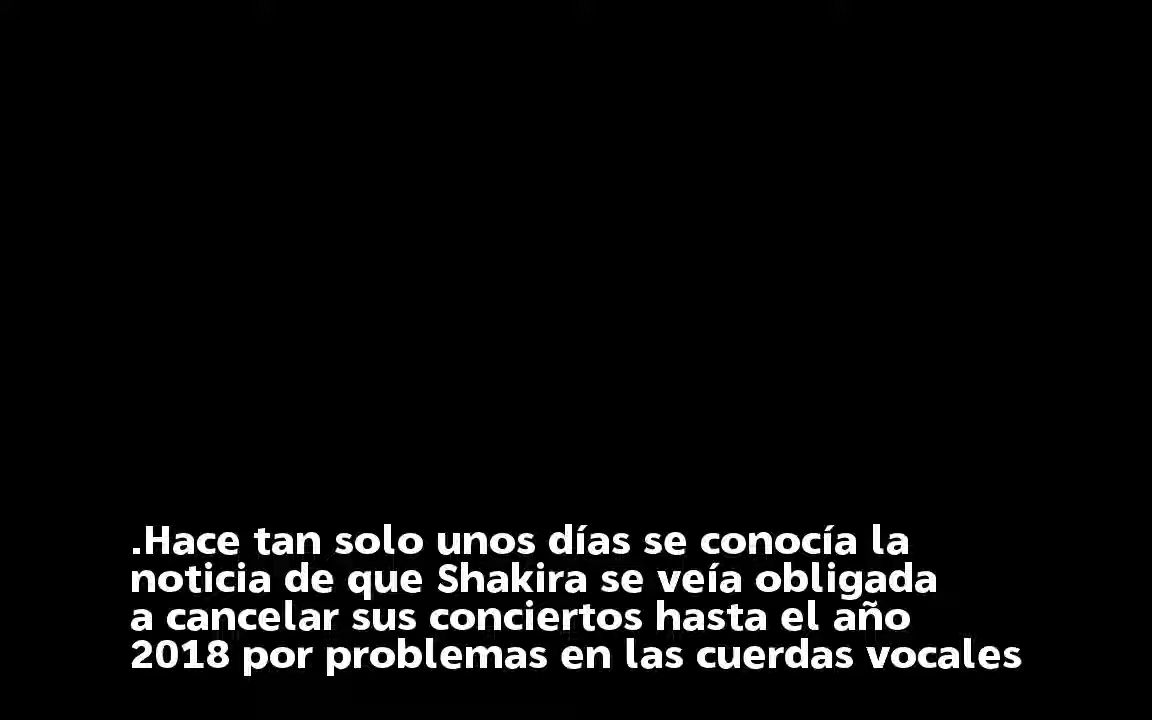 .Hace tan solo unos días se conocía la
noticia de que Shakira se veía obligada
a cancelar sus conciertos hasta el año
2018 por problemas en las cuerdas vocales